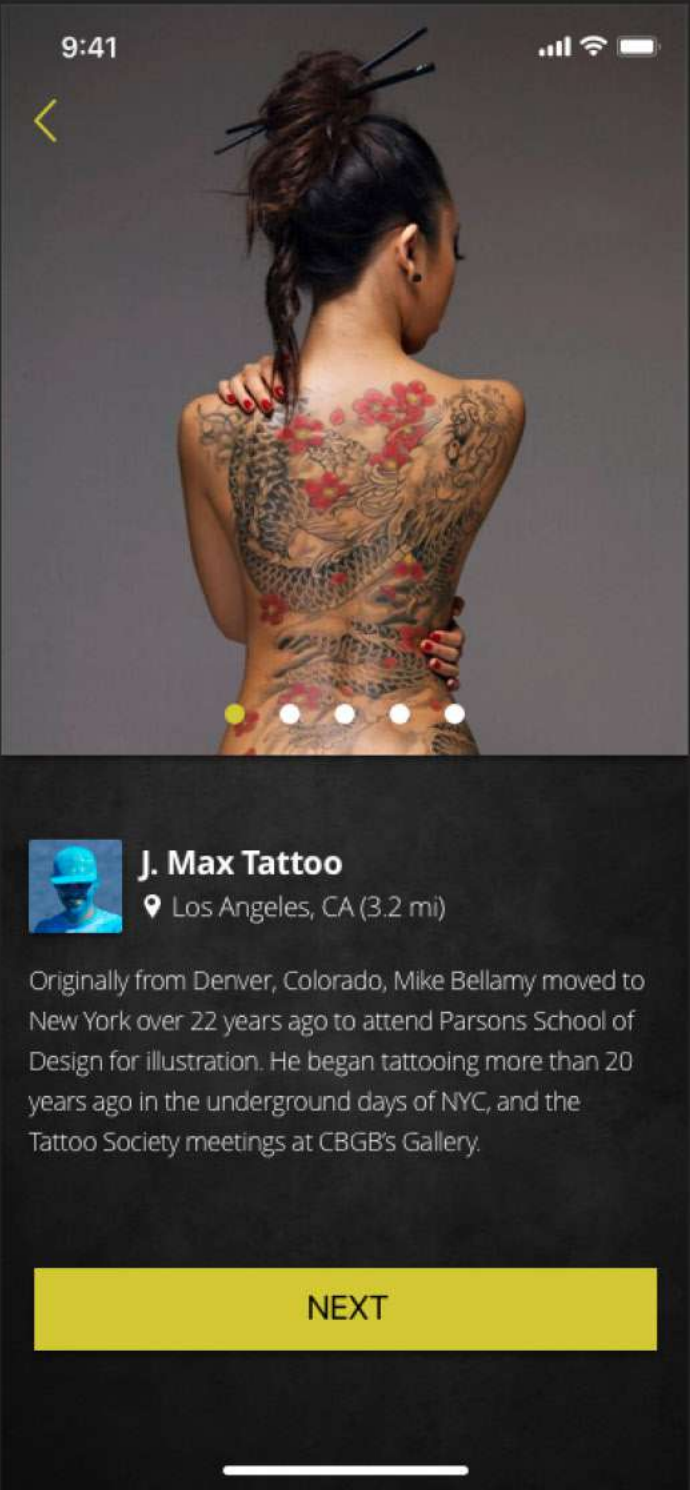 9:41
J. Max Tattoo
Los Angeles, CA (3.2 mi)
Originally from Denver, Colorado, Mike Bellamy moved to
New York over 22 years ago to attend Parsons School of
Design for illustration. He began tattooing more than 20
years ago in the underground days of NYC, and the
Tattoo Society meetings at CBGB's Gallery.
NEXT